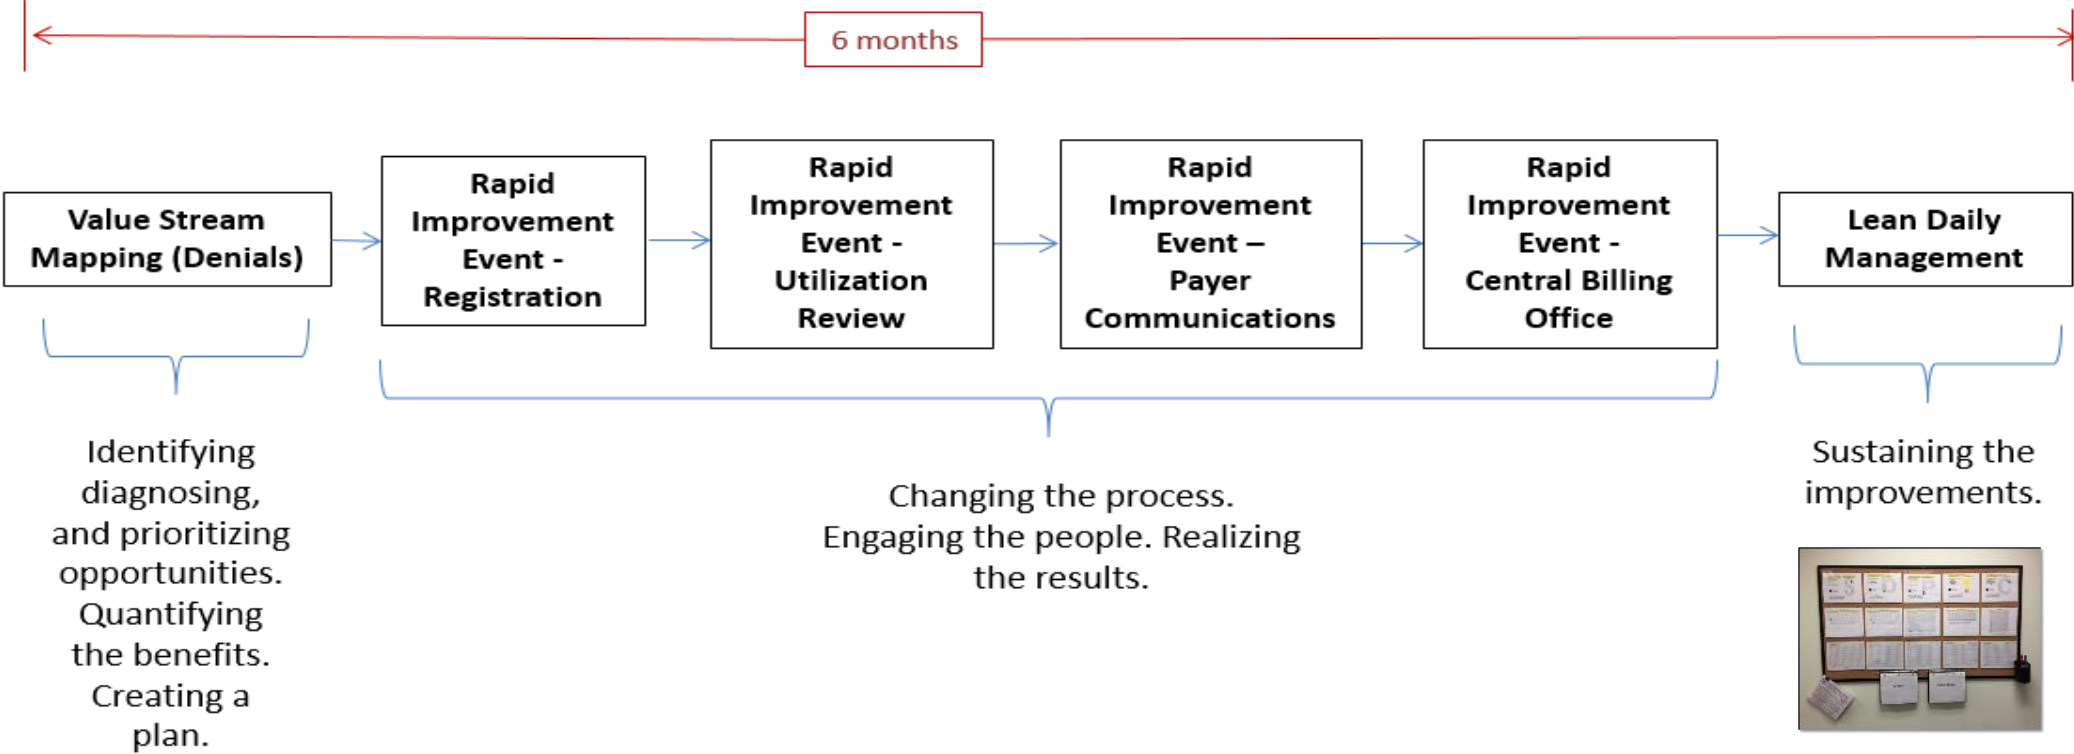 6 months
Value Stream
Mapping (Denials)
Rapid
Improvement
Event -
Registration
Rapid
Improvement
Event -
Utilization
Review
Rapid
Improvement
Event –
Payer
Communications
Rapid
Improvement
Event -
Central Billing
Office
Lean Daily
Management
Identifying
diagnosing,
and prioritizing
opportunities.
Quantifying
the benefits.
Creating a
plan.
Changing the process.
Engaging the people. Realizing
the results.
Sustaining the
improvements.